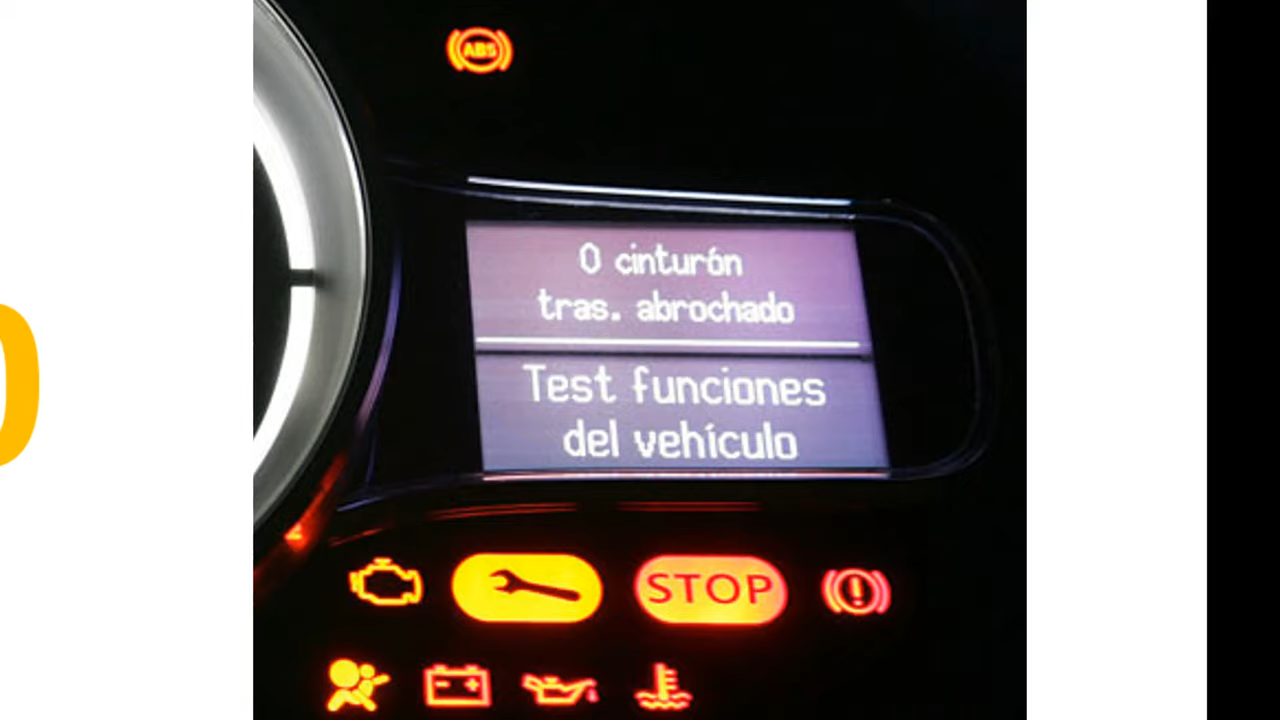 ABS
0 cinturón
tras. abrochado
Test funciones
del vehículo
STOP